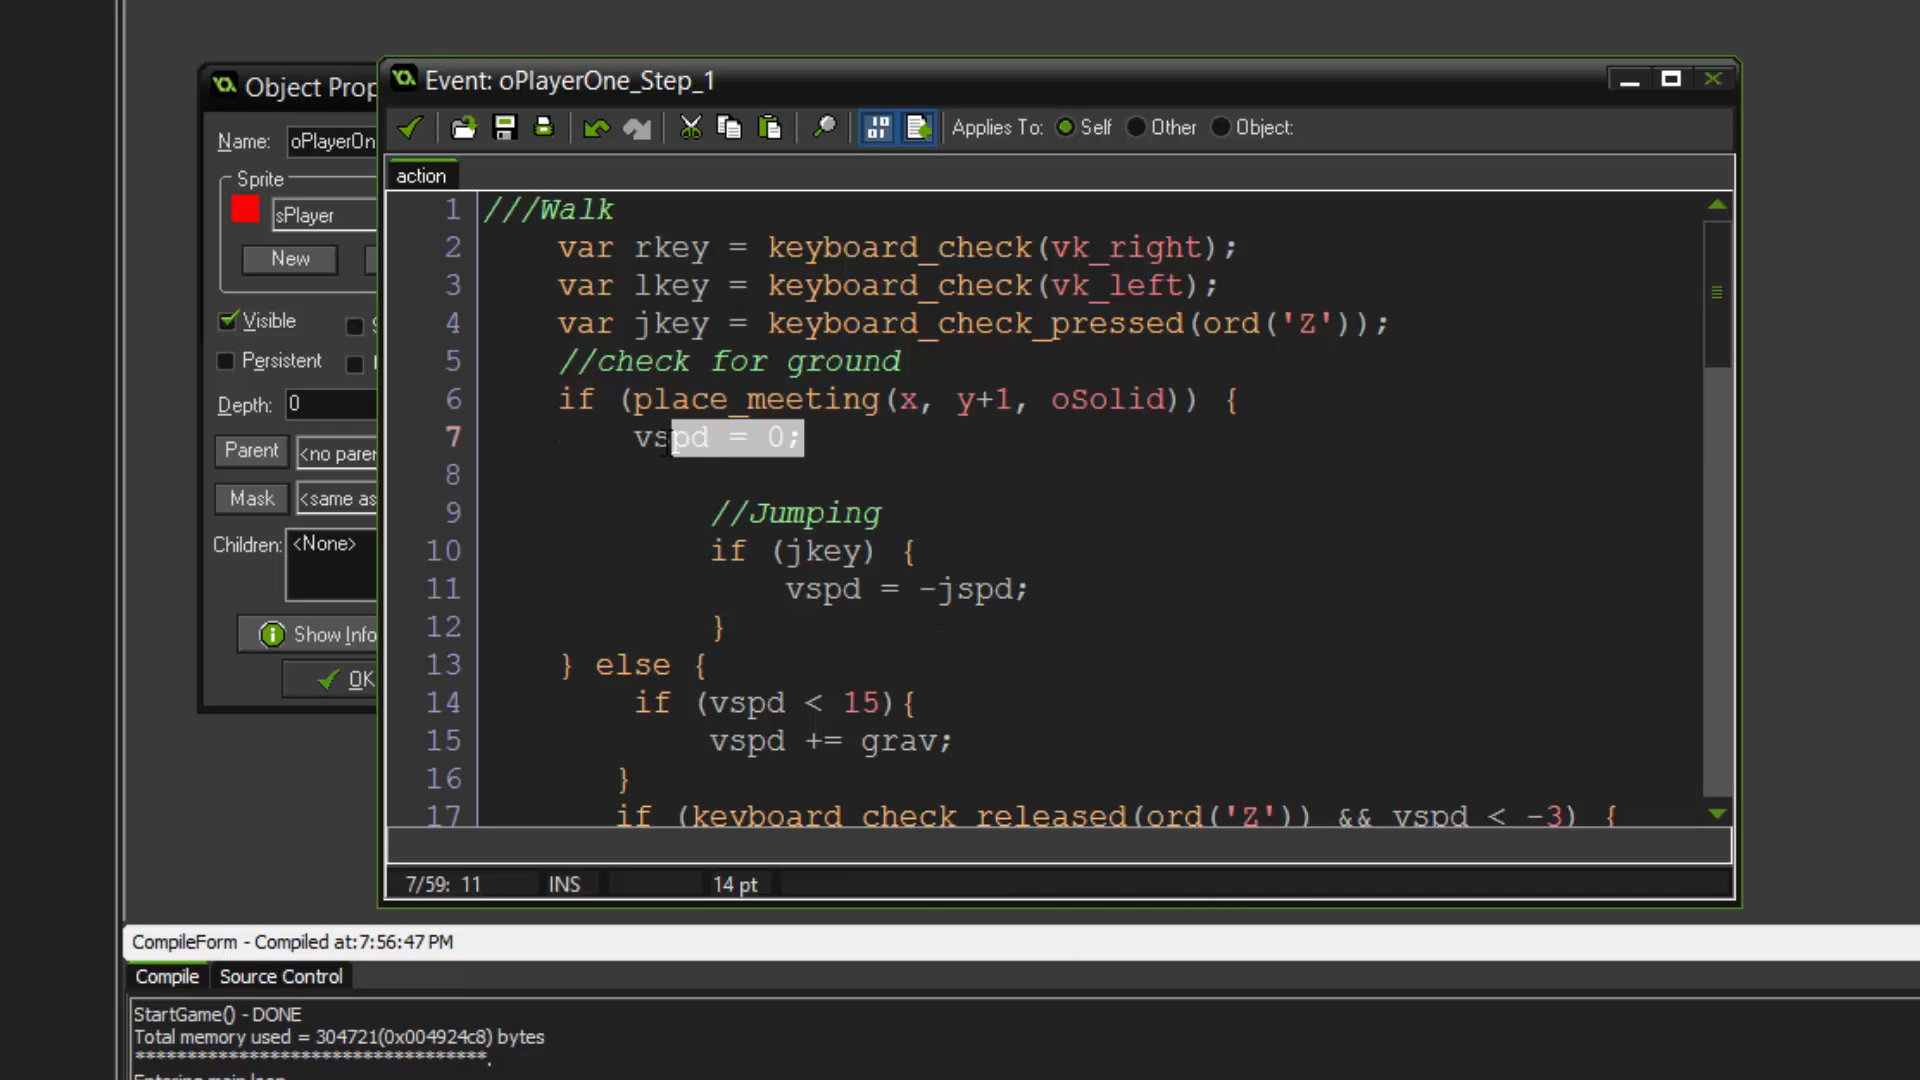 Object Prop
Name: oPlayerOn
Sprite
sPlayer
New
Visible
Persistent
Depth: 0
Parent <no parer
Mask <same as
Children: <None>
Show Info
OK
Event: oPlayerOne_Step_1
Applies To: Self Other Object:
action
1 ///Walk
2 var rkey = keyboard_check(vk_right);
3 var lkey = keyboard_check(vk_left);
4 var jkey = keyboard_check_pressed(ord('Z'));
5 //check for ground
6 if (place_meeting(x, y+1, oSolid)) {
7 vspd = 0;
8
9 //Jumping
10 if (jkey) {
11 vspd = -jspd;
12 }
13 } else {
14 if (vspd < 15){
15 vspd += grav;
16 }
17 if (keyboard_check_released(ord('Z')) && vspd < -3) {
7/59: 11 INS 14 pt
CompileForm - Compiled at:7:56:47 PM
Compile Source Control
StartGame() - DONE
Total memory used = 304721(0x004924c8) bytes
**********************************.
Entering main loop.